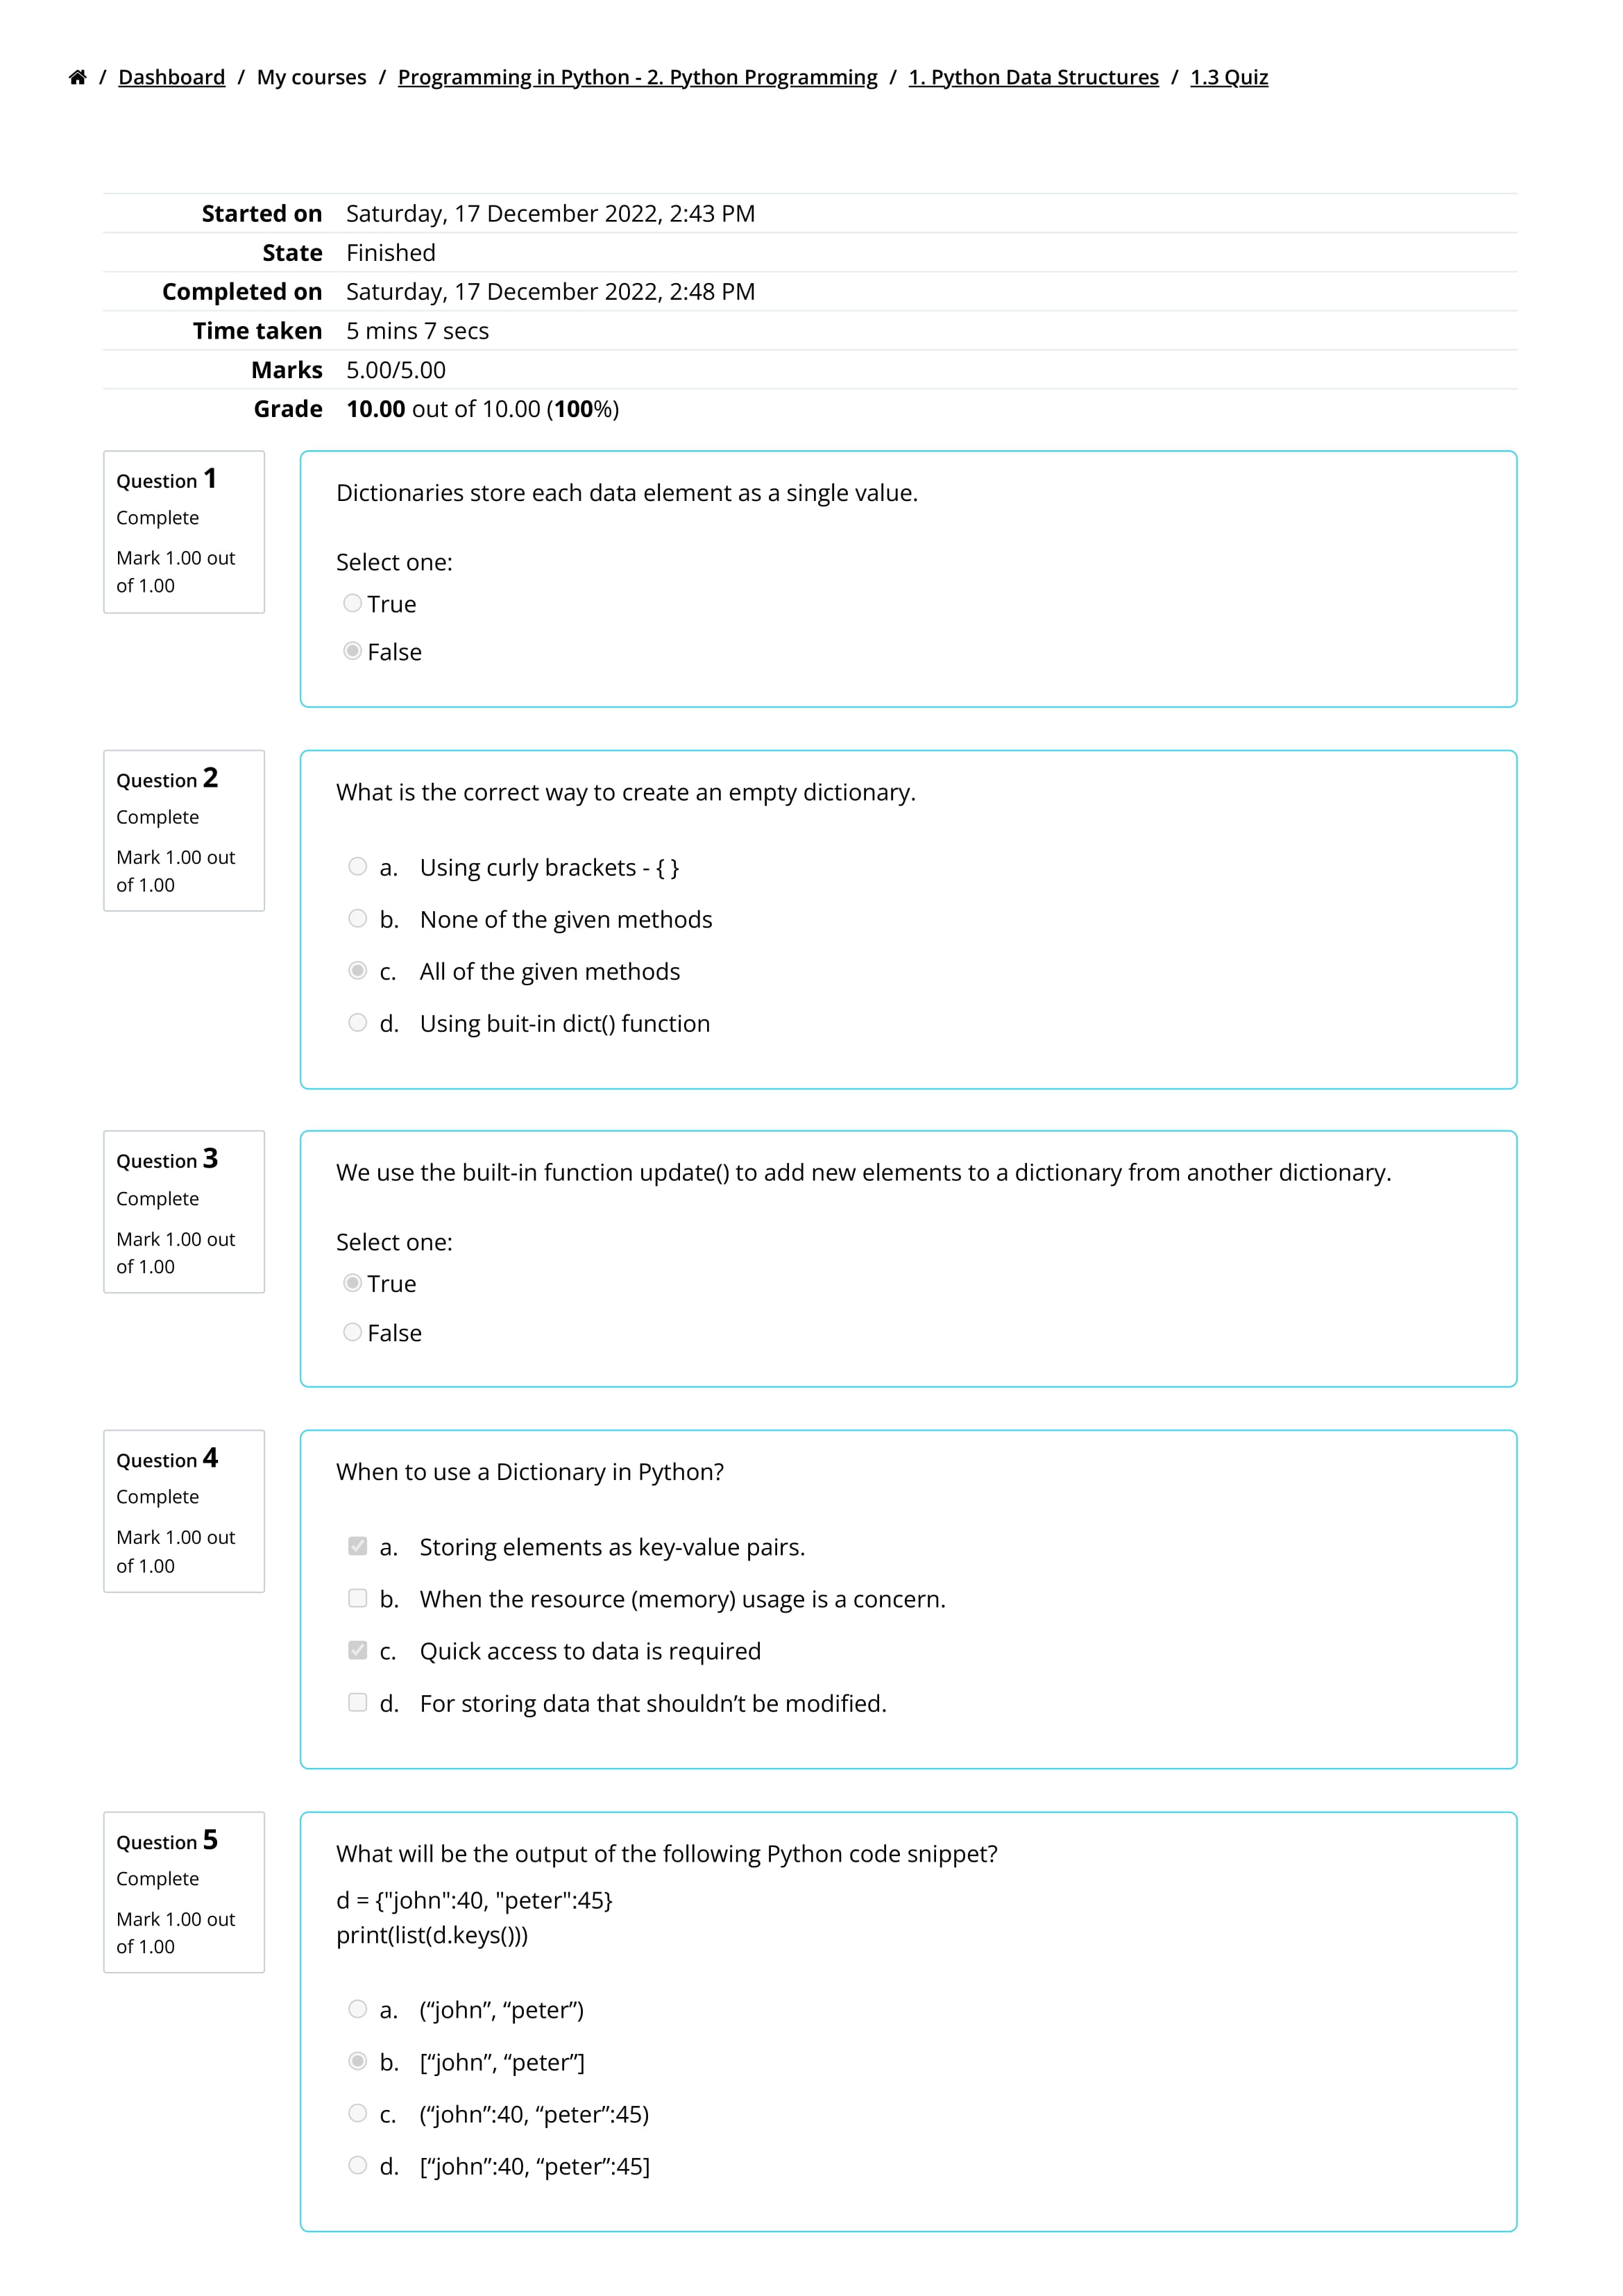 / Dashboard / My courses / Programming in Python - 2. Python Programming / 1. Python Data Structures / 1.3 Quiz
Started on Saturday, 17 December 2022, 2:43 PM
State Finished
Completed on Saturday, 17 December 2022, 2:48 PM
Time taken 5 mins 7 secs
Marks 5.00/5.00
Grade 10.00 out of 10.00 (100%)
Question 1
Complete
Mark 1.00 out
of 1.00
Dictionaries store each data element as a single value.
Select one:
True
False
Question 2
Complete
Mark 1.00 out
of 1.00
What is the correct way to create an empty dictionary.
a. Using curly brackets - { }
b. None of the given methods
c. All of the given methods
d. Using buit-in dict() function
Question 3
Complete
Mark 1.00 out
of 1.00
We use the built-in function update() to add new elements to a dictionary from another dictionary.
Select one:
True
False
Question 4
Complete
Mark 1.00 out
of 1.00
When to use a Dictionary in Python?
a. Storing elements as key-value pairs.
b. When the resource (memory) usage is a concern.
c. Quick access to data is required
d. For storing data that shouldn’t be modified.
Question 5
Complete
Mark 1.00 out
of 1.00
What will be the output of the following Python code snippet?
d = {"john":40, "peter":45}
print(list(d.keys()))
a. (“john”, “peter”)
b. [“john”, “peter”]
c. (“john”:40, “peter”:45)
d. [“john”:40, “peter”:45]